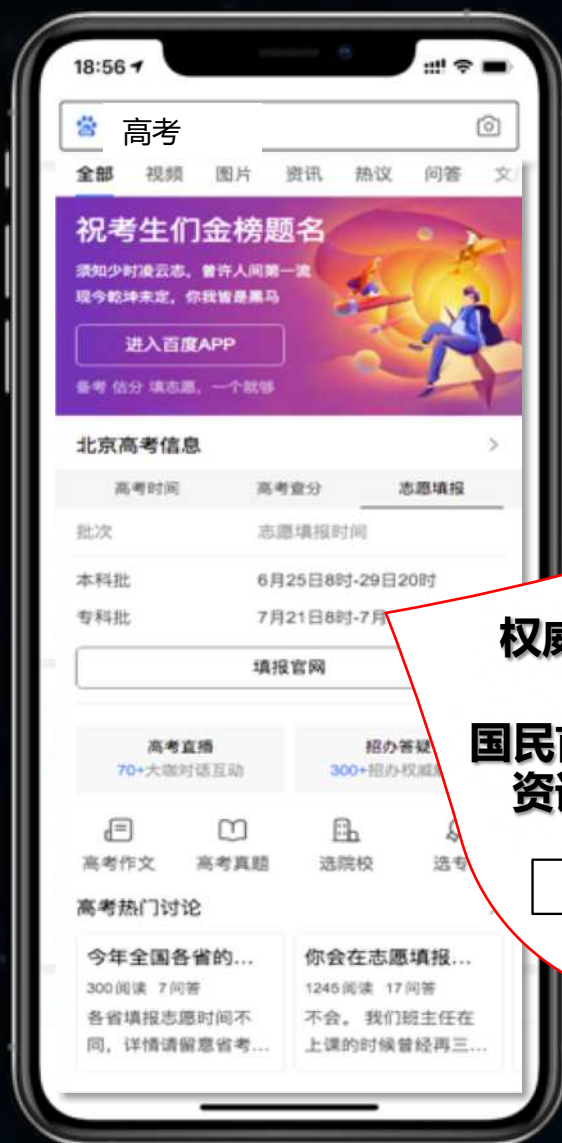 18:56
高考
全部 视频 图片 资讯 热议 问答
祝考生们金榜题名
须知少时凌云志，曾许人间第一流
现今乾坤未定，你我皆是黑马
进入百度APP
备考 估分 填志愿，一个就够
北京高考信息
高考时间 高考查分 志愿填报
批次 志愿填报时间
本科批 6月25日8时-29日20时
专科批 7月21日8时-7月
填报官网
权威
国民
资
高考直播 招办答疑
70+大咖对话互动 300+招办权威
高考作文 高考真题 选院校 选专
高考热门讨论
今年全国各省的... 你会在志愿填报...
300阅读 7问答 1245阅读 17问答
各省填报志愿时间不 不会。 我们班主任在
同，详情请留意省考... 上课的时候曾经再三...